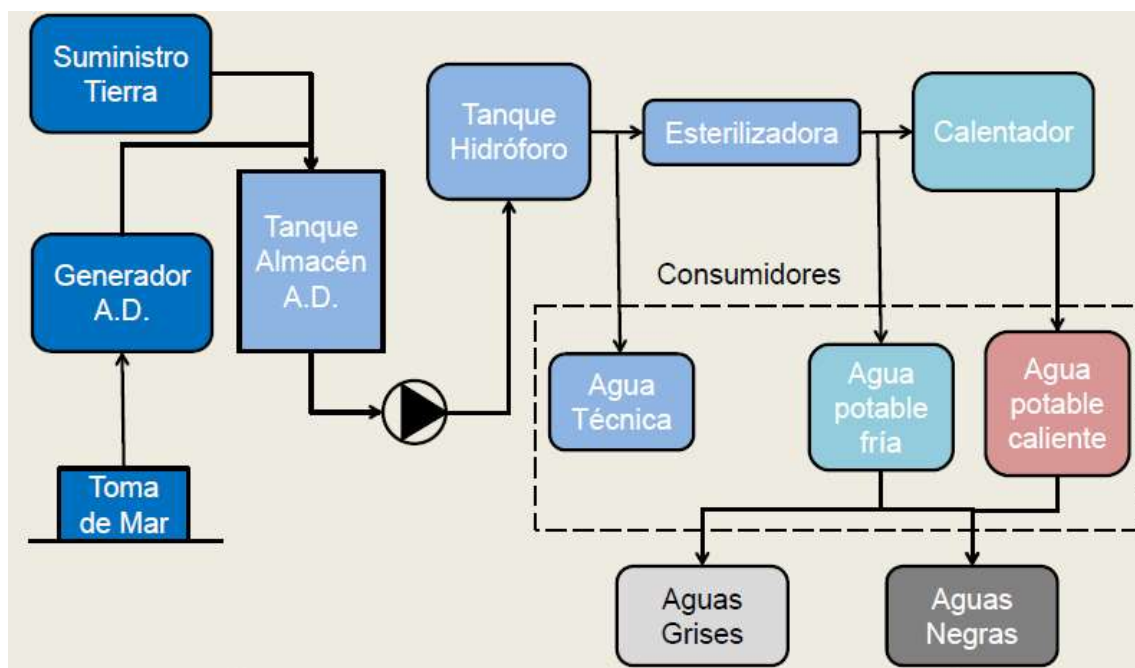 Suministro
Tierra
Tanque
Hidróforo
Esterilizadora
Calentador
Tanque
Almacén
A.D.
Generador
A.D.
Consumidores
Agua
Técnica
Agua
potable
fría
Agua
potable
caliente
Toma
de Mar
Aguas
Grises
Aguas
Negras